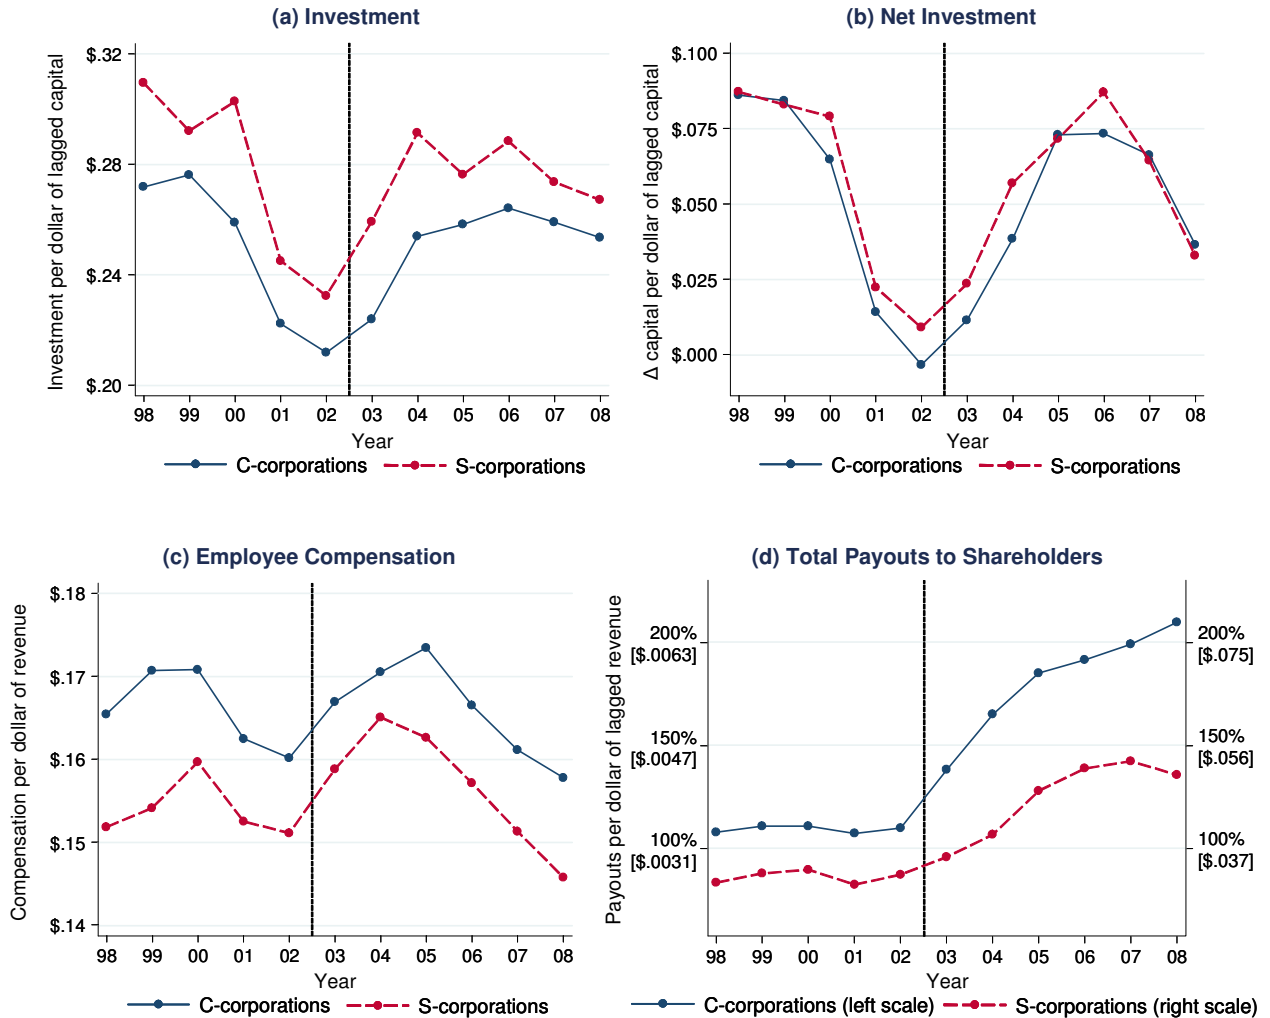 (a) Investment
Investment per dollar of lagged capital
$.32
$.28
$.24
$.20
98 99 00 01 02 03 04 05 06 07 08
Year
C-corporations S-corporations
(b) Net Investment
Δ capital per dollar of lagged capital
$.100
$.075
$.050
$.025
$.000
98 99 00 01 02 03 04 05 06 07 08
Year
C-corporations S-corporations
(c) Employee Compensation
Compensation per dollar of revenue
$.18
$.17
$.16
$.15
$.14
98 99 00 01 02 03 04 05 06 07 08
Year
C-corporations S-corporations
(d) Total Payouts to Shareholders
Payouts per dollar of lagged revenue
200%
[$.0063]
150%
[$.0047]
100%
[$.0031]
200%
[$.075]
150%
[$.056]
100%
[$.037]
98 99 00 01 02 03 04 05 06 07 08
Year
C-corporations (left scale) S-corporations (right scale)